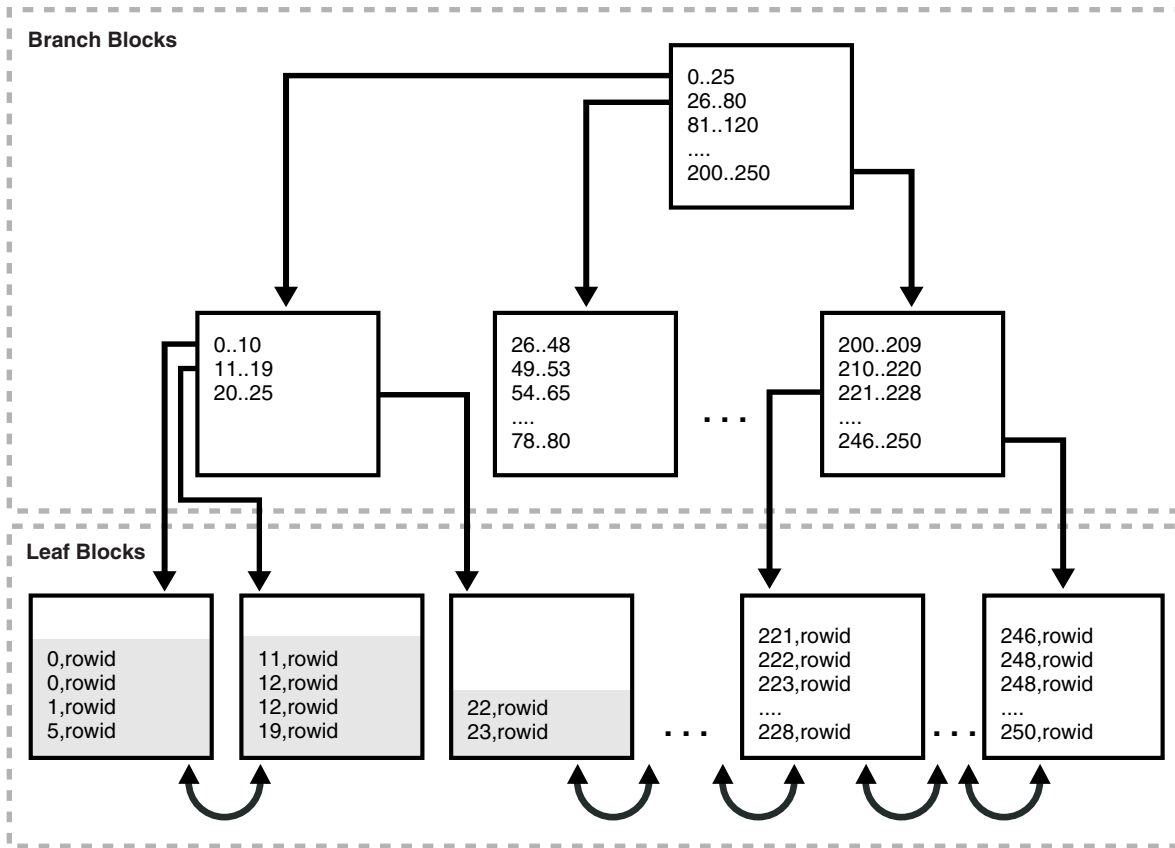 Branch Blocks
0..25
26..80
81..120
....
200..250
0..10
11..19
20..25
26..48
49..53
54..65
....
78..80
...
200..209
210..220
221..228
....
246..250
Leaf Blocks
0,rowid
0,rowid
1,rowid
5,rowid
11,rowid
12,rowid
12,rowid
19,rowid
22,rowid
23,rowid
...
221,rowid
222,rowid
223,rowid
....
228,rowid
...
246,rowid
248,rowid
248,rowid
....
250,rowid